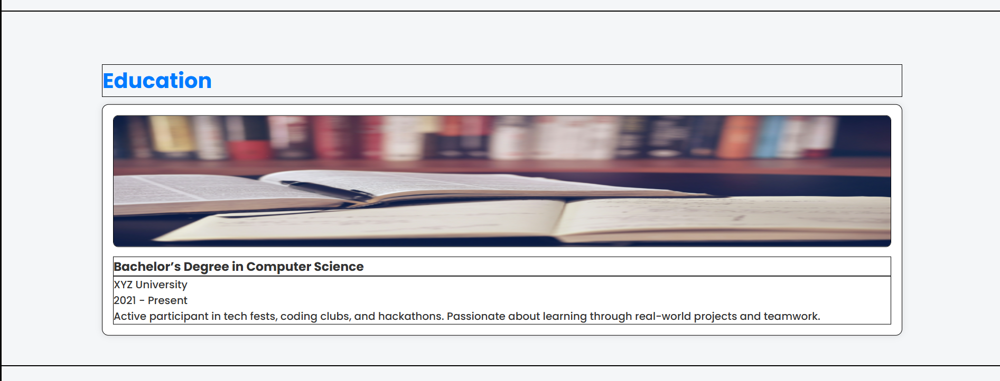 Education
Bachelor’s Degree in Computer Science
XYZ University
2021 - Present
Active participant in tech fests, coding clubs, and hackathons. Passionate about learning through real-world projects and teamwork.